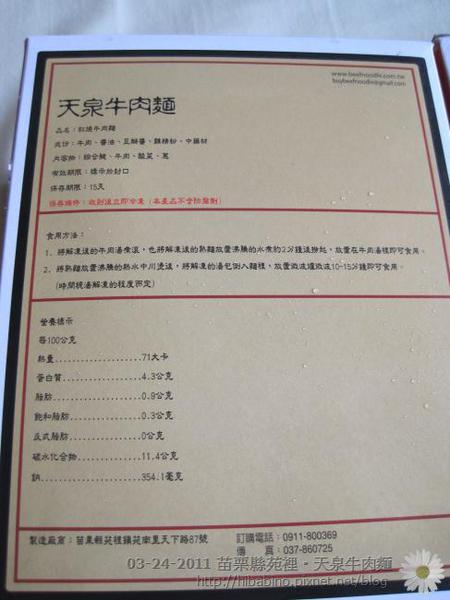 www.beefnoodle.com.tw
buybeefnoodle@gmail.com
天泉牛肉麵
品名：紅燒牛肉麵
成份：牛肉、醬油、豆瓣醬、雞精粉、中藥材
內容物：綜合麵、牛肉、酸菜、蔥
有效期限：標示於封口
保存期限：15天
保存條件：收到後立即冷凍（本產品不含防腐劑）
食用方法：
1、將解凍後的牛肉湯煮滾，也將解凍後的熟麵放置沸騰的水煮約2分鐘後撈起，放置在牛肉湯裡即可食用。
2、將熟麵放置沸騰的熱水中川燙後，將解凍的湯包倒入麵裡，放置微波爐微波10-15分鐘即可食用。
(時間視湯解凍的程度而定)
營養標示
每100公克
熱量....................71大卡
蛋白質..................4.3公克
脂肪....................0.9公克
飽和脂肪................0.3公克
反式脂肪................0公克
碳水化合物..............11.4公克
鈉......................354.1毫克
製造廠商：苗栗縣苑裡鎮苑南里天下路87號
訂購電話：0911-800369
傳　真：037-860725
03-24-2011 苗栗縣苑裡‧天泉牛肉麵
http://hibabino.pixnet.net/blog